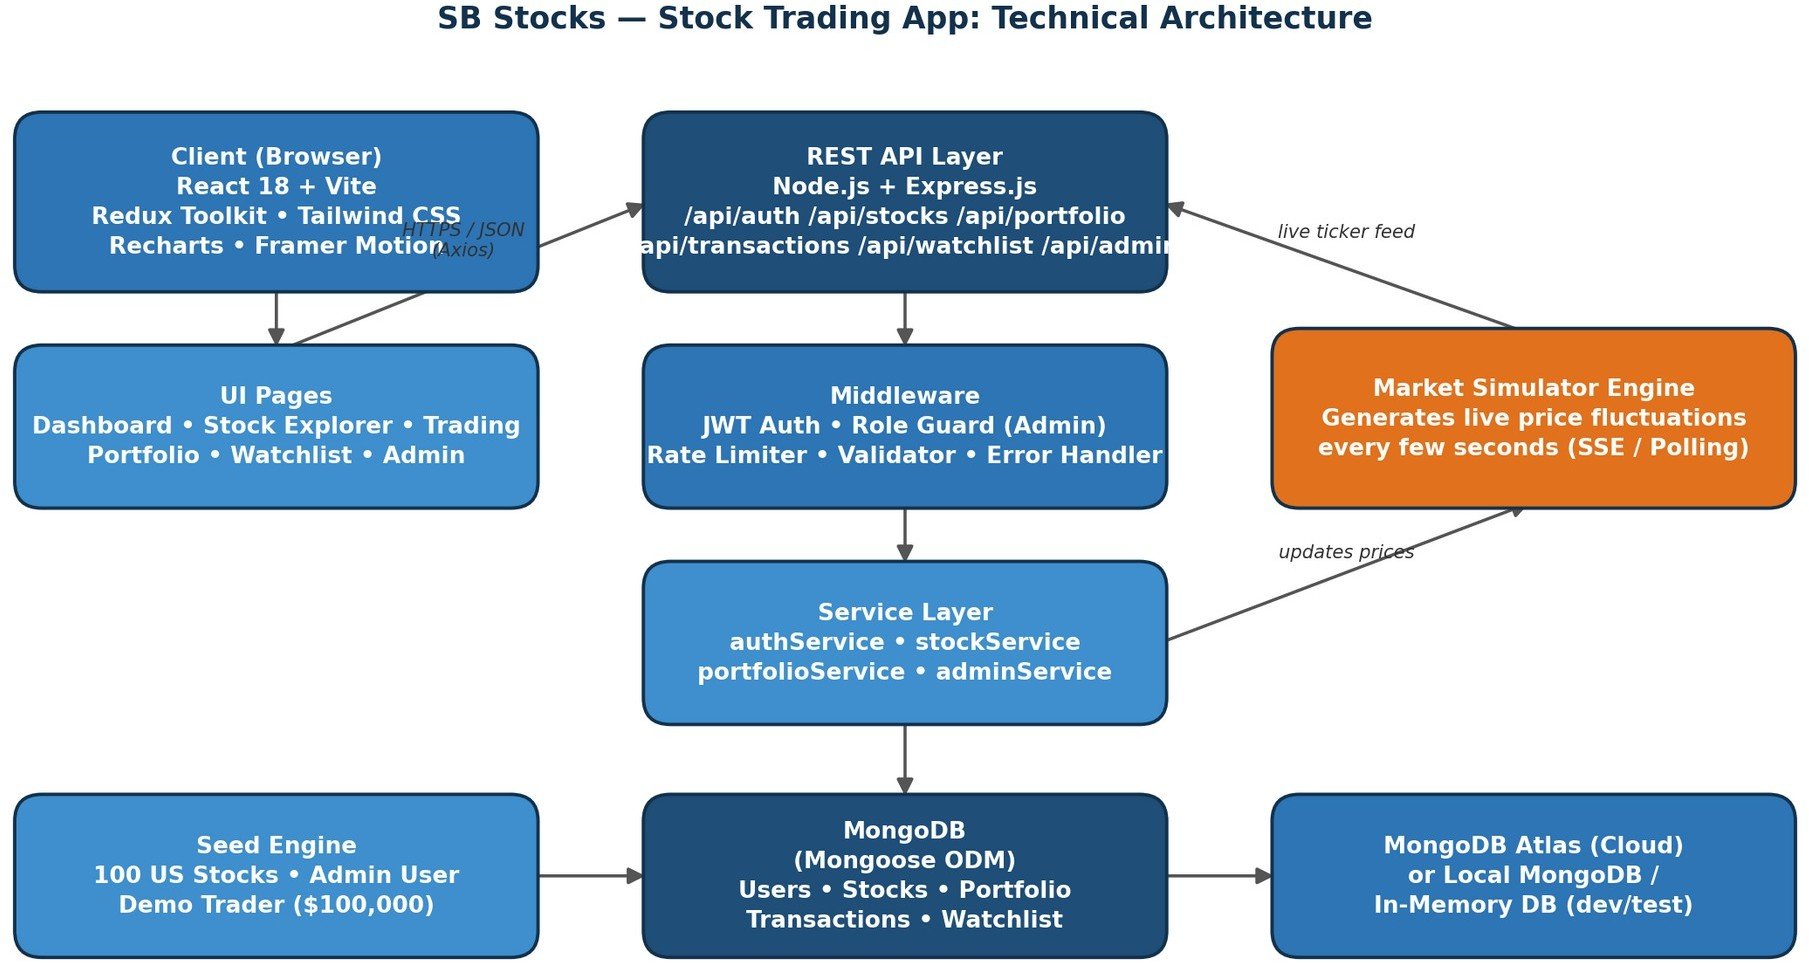 SB Stocks — Stock Trading App: Technical Architecture
Client (Browser)
React 18 + Vite
Redux Toolkit • Tailwind CSS
Recharts • Framer Motion
HTTPS / JSON
(Axios)
REST API Layer
Node.js + Express.js
/api/auth /api/stocks /api/portfolio
/api/transactions /api/watchlist /api/admin
live ticker feed
UI Pages
Dashboard • Stock Explorer • Trading
Portfolio • Watchlist • Admin
Middleware
JWT Auth • Role Guard (Admin)
Rate Limiter • Validator • Error Handler
Market Simulator Engine
Generates live price fluctuations
every few seconds (SSE / Polling)
updates prices
Service Layer
authService • stockService
portfolioService • adminService
Seed Engine
100 US Stocks • Admin User
Demo Trader ($100,000)
MongoDB
(Mongoose ODM)
Users • Stocks • Portfolio
Transactions • Watchlist
MongoDB Atlas (Cloud)
or Local MongoDB /
In-Memory DB (dev/test)